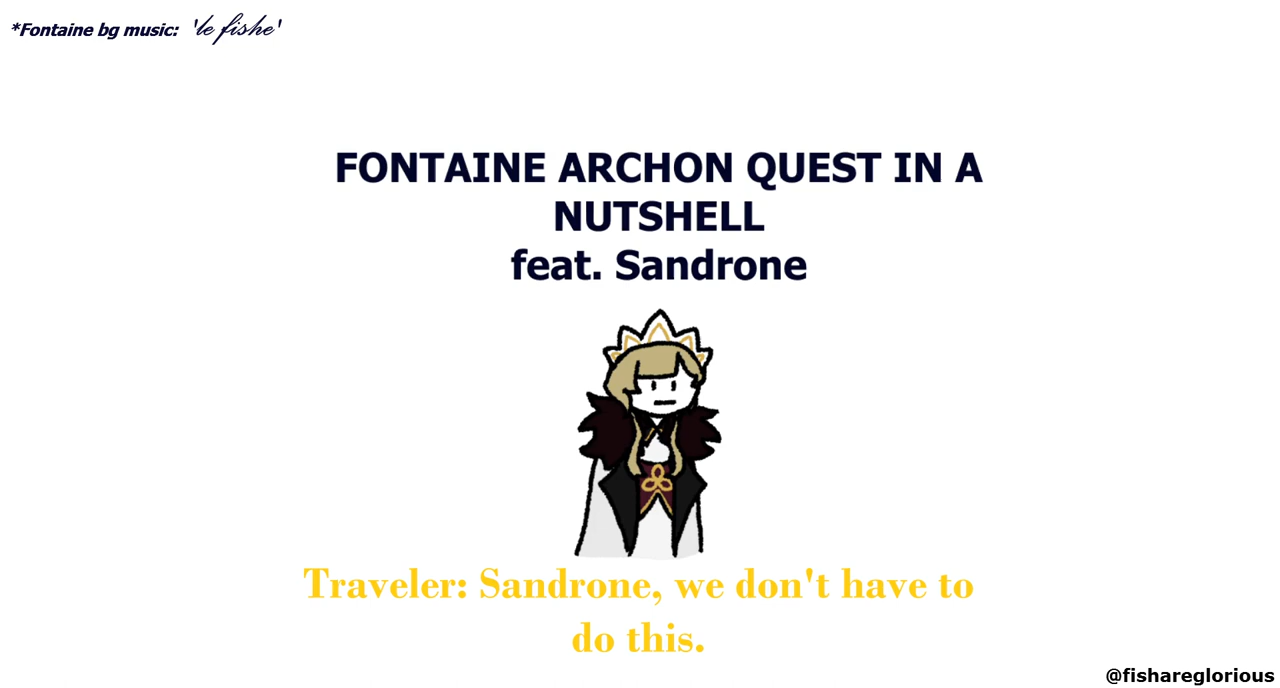 *Fontaine bg music: 'le fishe'
FONTAINE ARCHON QUEST IN A
NUTSHELL
feat. Sandrone
Traveler: Sandrone, we don't have to
do this.
@fishareglorious